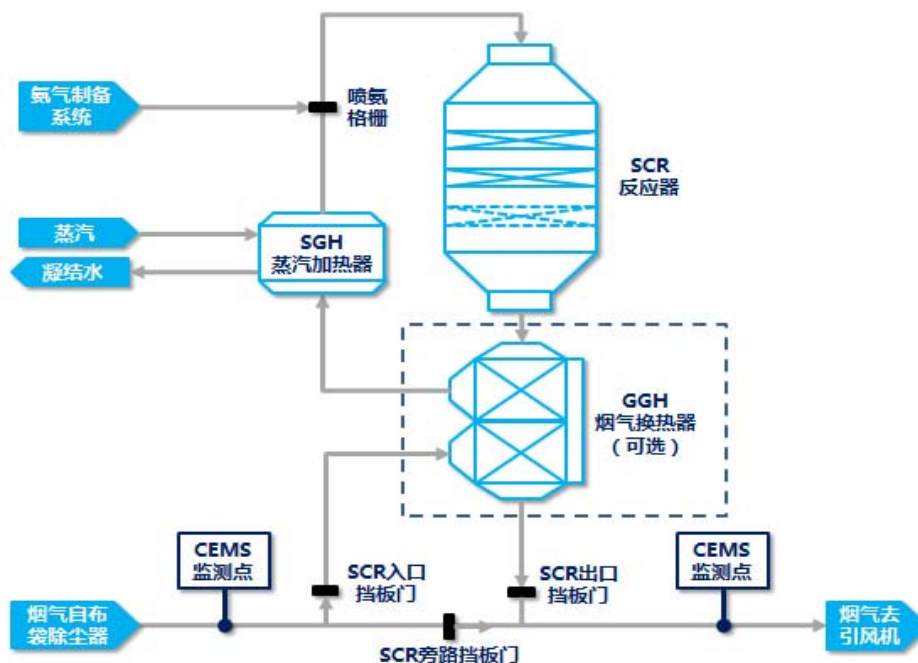 氨气制备
系统
喷氨
格栅
SCR
反应器
蒸汽
SGH
蒸汽加热器
凝结水
GGH
烟气换热器
（可选）
CEMS
监测点
SCR入口
挡板门
SCR出口
挡板门
CEMS
监测点
烟气自布
袋除尘器
烟气去
引风机
SCR旁路挡板门